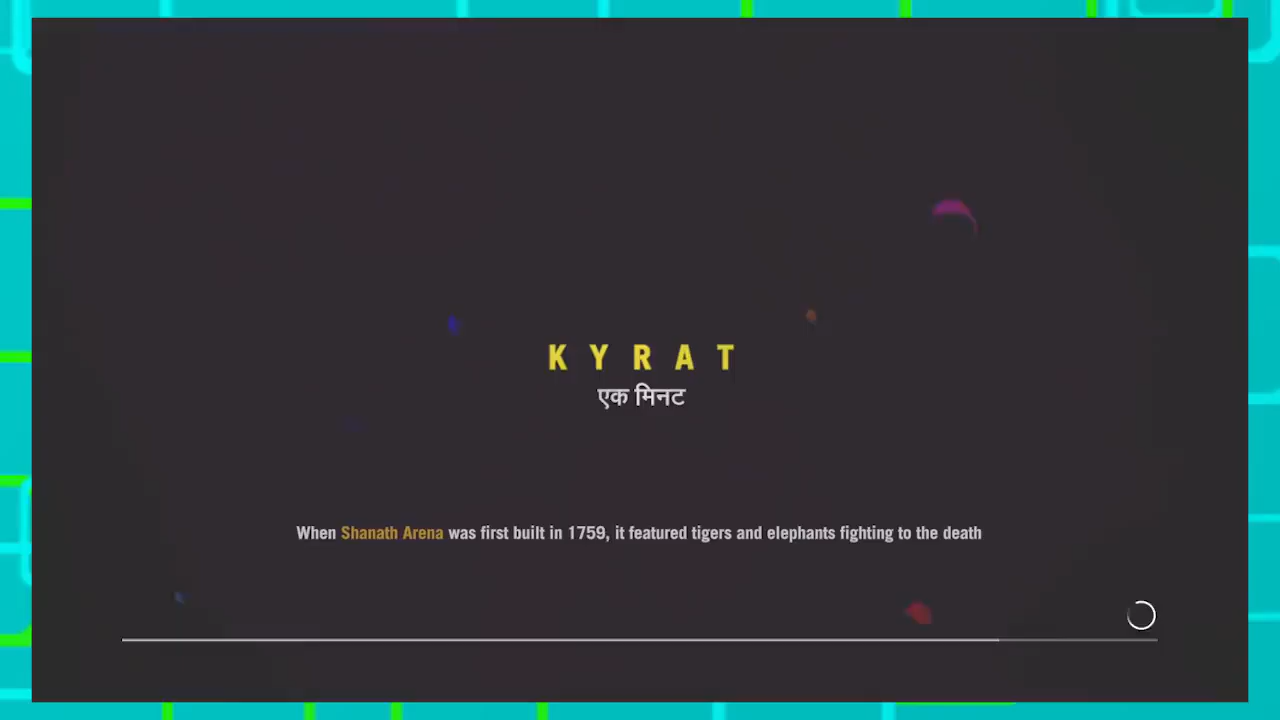 KYRAT
एक मिनट
When Shanath Arena was first built in 1759, it featured tigers and elephants fighting to the death